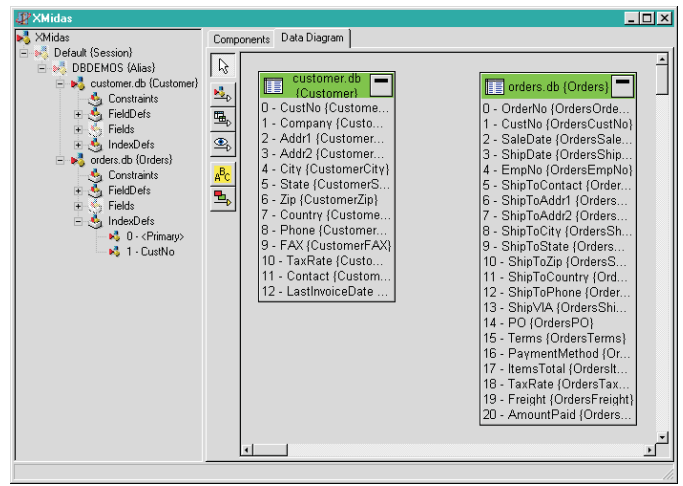 XMidas
XMidas
Default {Session}
DBDEMOS {Alias}
customer.db {Customer}
Constraints
FieldDefs
Fields
IndexDefs
orders.db {Orders}
Constraints
FieldDefs
Fields
IndexDefs
0 - <Primary>
1 - CustNo
Components
Data Diagram
ABC
customer.db
{Customer}
0 - CustNo {Custome...
1 - Company {Custo...
2 - Addr1 {Customer...
3 - Addr2 {Customer...
4 - City {CustomerCity}
5 - State {CustomerS...
6 - Zip {CustomerZip}
7 - Country {Custome...
8 - Phone {Customer...
9 - FAX {CustomerFAX}
10 - TaxRate {Custo...
11 - Contact {Custom...
12 - LastInvoiceDate ...
orders.db {Orders}
0 - OrderNo {OrdersOrde...
1 - CustNo {OrdersCustNo}
2 - SaleDate {OrdersSale...
3 - ShipDate {OrdersShip...
4 - EmpNo {OrdersEmpNo}
5 - ShipToContact {Order...
6 - ShipToAddr1 {Orders...
7 - ShipToAddr2 {Orders...
8 - ShipToCity {OrdersSh...
9 - ShipToState {Orders...
10 - ShipToZip {OrdersS...
11 - ShipToCountry {Ord...
12 - ShipToPhone {Order...
13 - ShipVIA {OrdersShi...
14 - PO {OrdersPO}
15 - Terms {OrdersTerms}
16 - PaymentMethod {Or...
17 - ItemsTotal {OrdersIt...
18 - TaxRate {OrdersTax...
19 - Freight {OrdersFreight}
20 - AmountPaid {Orders...